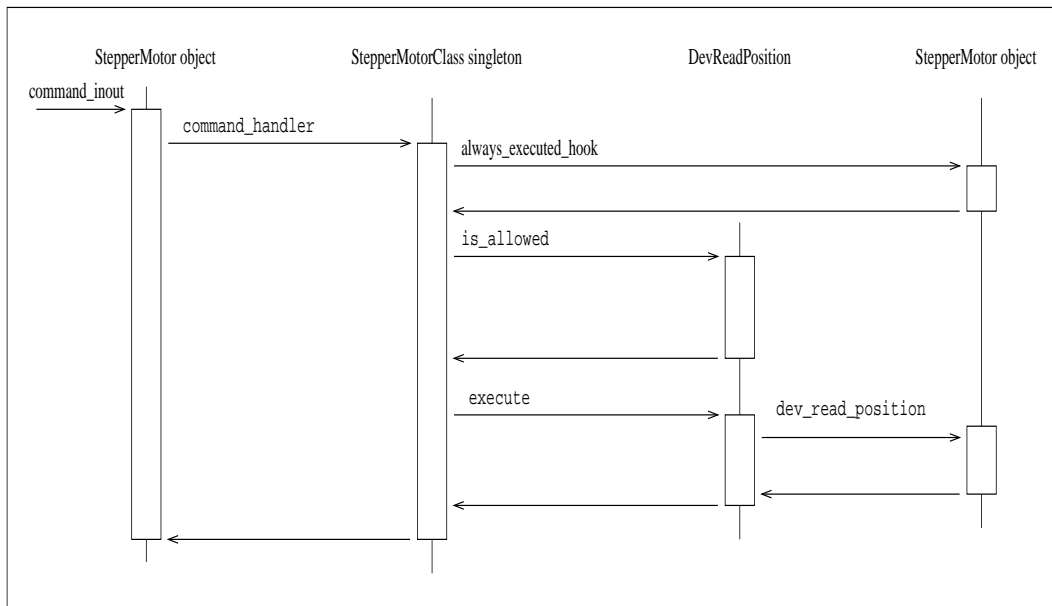 StepperMotor object
StepperMotorClass singleton
DevReadPosition
StepperMotor object
command_inout
command_handler
always_executed_hook
is_allowed
execute
dev_read_position